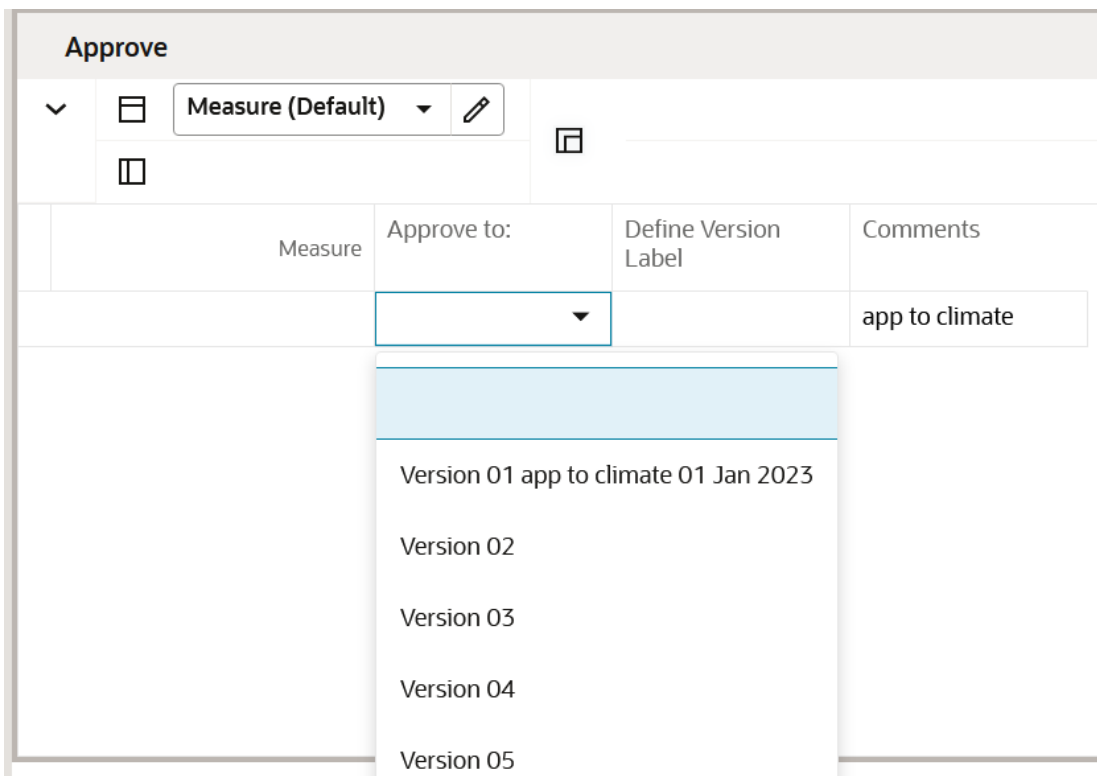 Approve
Measure (Default)
Measure
Approve to:
Define Version
Label
Comments
app to climate
Version 01 app to climate 01 Jan 2023
Version 02
Version 03
Version 04
Version 05